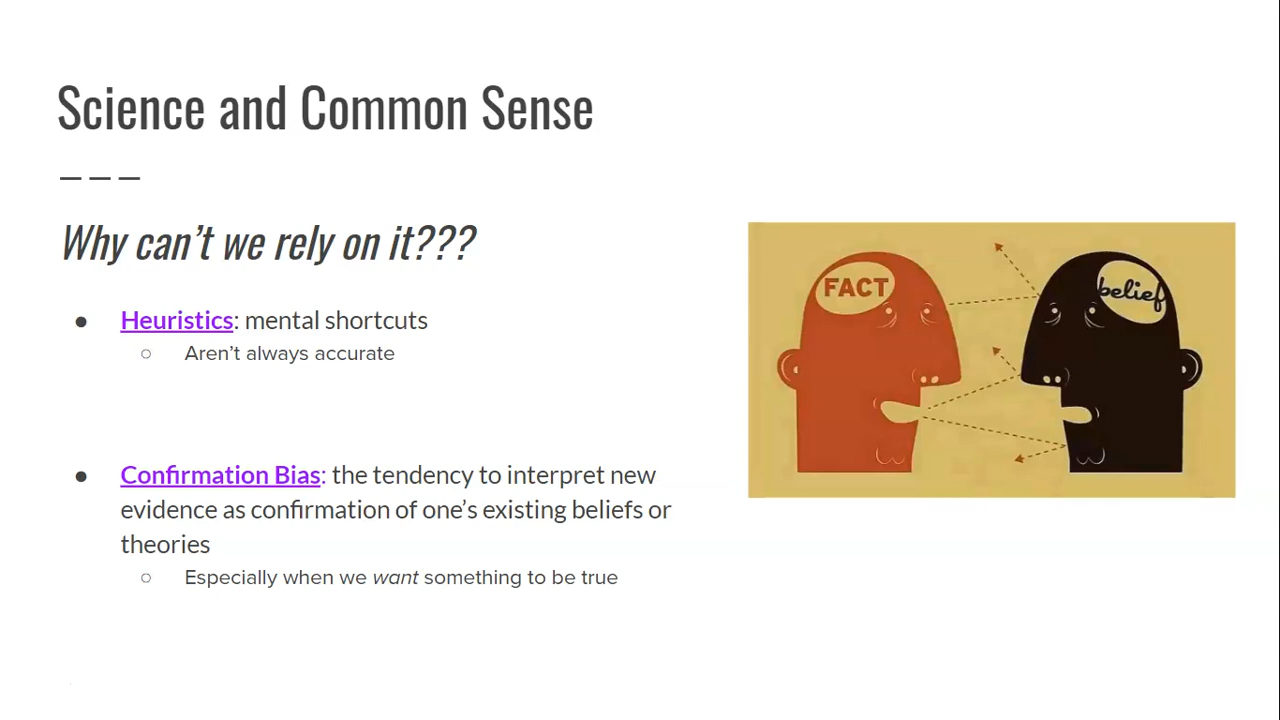 Science and Common Sense
Why can’t we rely on it???
● Heuristics: mental shortcuts
○ Aren’t always accurate
● Confirmation Bias: the tendency to interpret new
evidence as confirmation of one’s existing beliefs or
theories
○ Especially when we want something to be true
FACT
belief